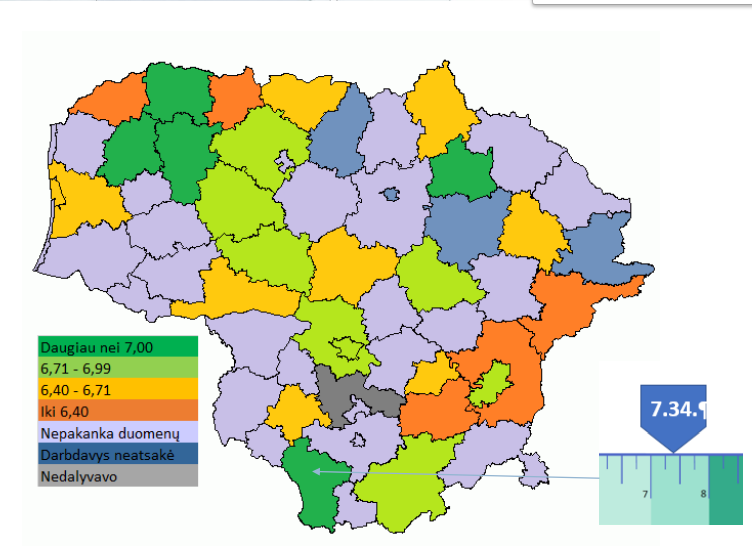 Daugiau nei 7,00
6,71 - 6,99
6,40 - 6,71
Iki 6,40
Nepakanka duomenų
Darbdavys neatsakė
Nedalyvavo
7.34.¶
7 8